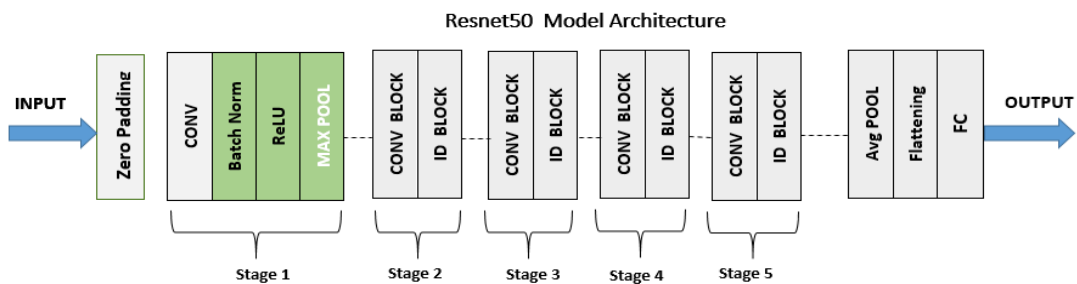 Resnet50 Model Architecture
INPUT
Zero Padding
CONV
Batch Norm
ReLU
MAX POOL
CONV BLOCK
ID BLOCK
CONV BLOCK
ID BLOCK
CONV BLOCK
ID BLOCK
CONV BLOCK
ID BLOCK
Avg POOL
Flattening
FC
OUTPUT
Stage 1
Stage 2
Stage 3
Stage 4
Stage 5